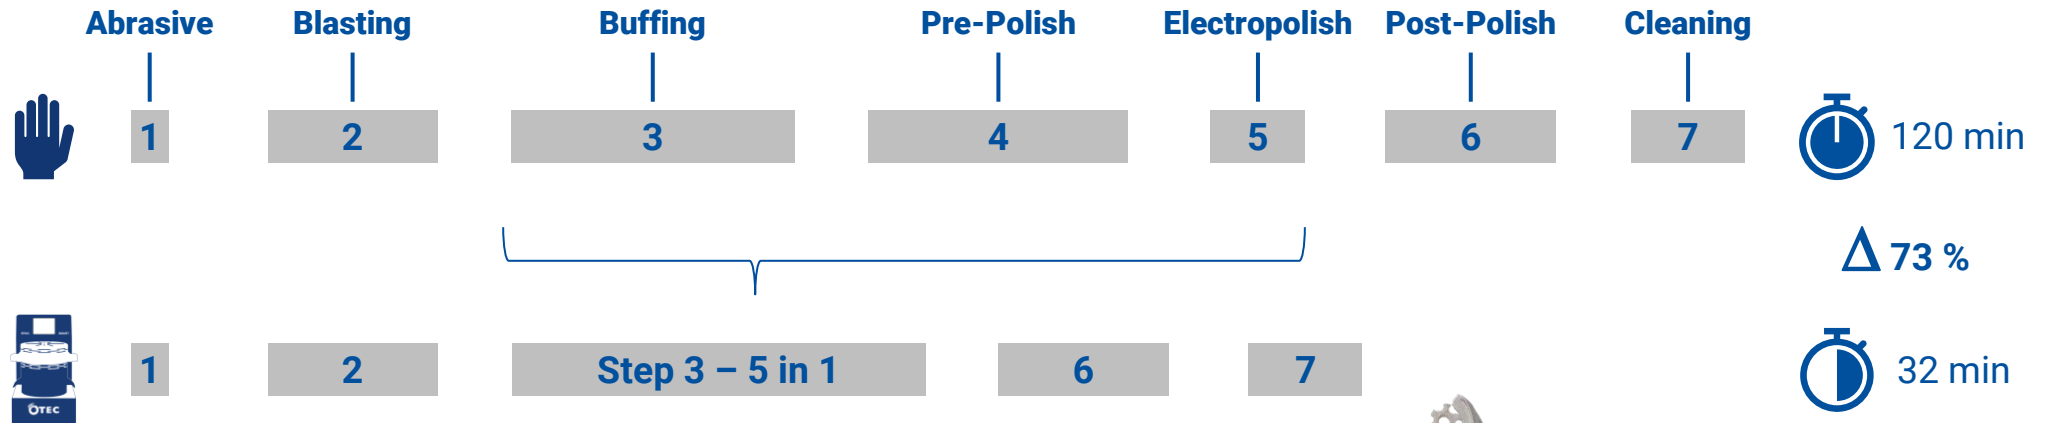 Abrasive Blasting Buffing Pre-Polish Electropolish Post-Polish Cleaning
1 2 3 4 5 6 7 120 min
Δ 73 %
1 2 Step 3 – 5 in 1 6 7 32 min
OTEC